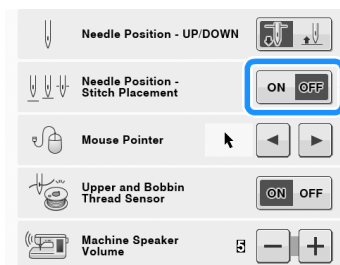 Needle Position - UP/DOWN
Needle Position -
Stitch Placement
ON OFF
Mouse Pointer
Upper and Bobbin
Thread Sensor
ON OFF
Machine Speaker
Volume
5 - +